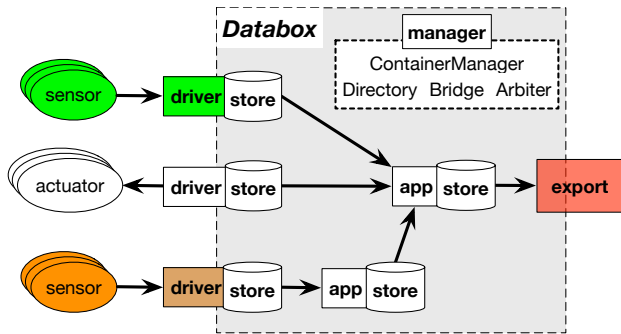 Databox
manager
ContainerManager
Directory Bridge Arbiter
sensor
driver
store
actuator
driver
store
app
store
export
sensor
driver
store
app
store